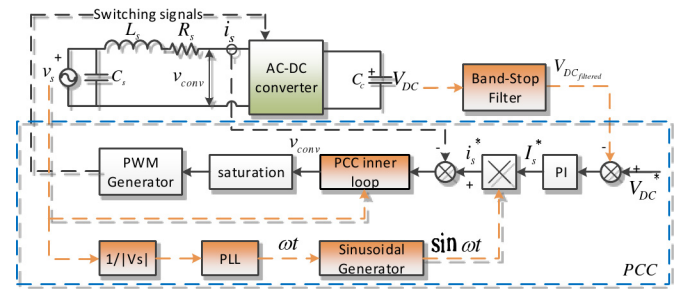 Switching signals
L_s
R_s
i_s
+
v_s
-
C_s
v_conv
AC-DC
converter
C_c
+
V_DC
Band-Stop
Filter
V_DC_filtered
PWM
Generator
saturation
v_conv
PCC inner
loop
-
+
i_s^*
I_s^*
PI
-
+
V_DC^*
1/|Vs|
PLL
ωt
Sinusoidal
Generator
sin ωt
PCC